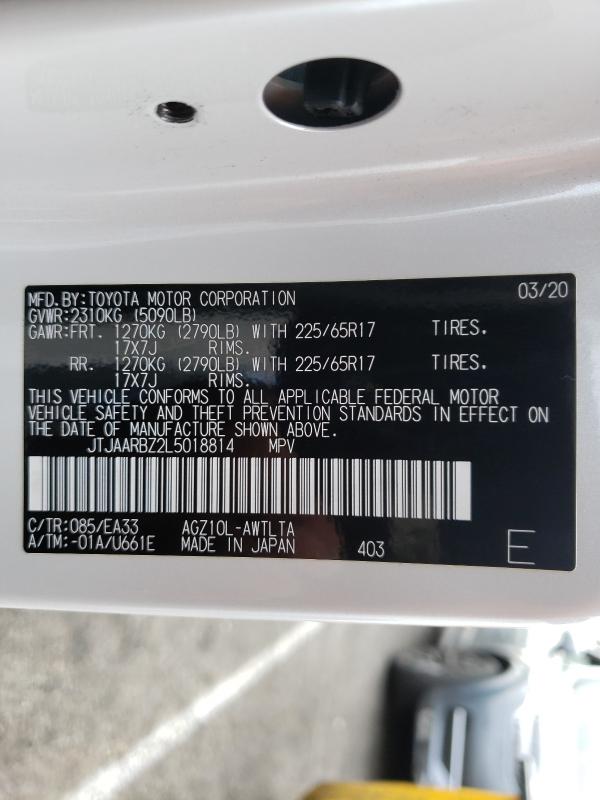 MFD. BY:TOYOTA MOTOR CORPORATION 03/20
GVWR:2310KG (5090LB)
GAWR:FRT. 1270KG (2790LB) WITH 225/65R17 TIRES.
17X7J RIMS.
RR. 1270KG (2790LB) WITH 225/65R17 TIRES.
17X7J RIMS.
THIS VEHICLE CONFORMS TO ALL APPLICABLE FEDERAL MOTOR
VEHICLE SAFETY AND THEFT PREVENTION STANDARDS IN EFFECT ON
THE DATE OF MANUFACTURE SHOWN ABOVE.
JTJAARBZ2L5018814 MPV
C/TR:085/EA33 AGZ10L-AWTLTA
A/TM:-01A/U661E MADE IN JAPAN 403 E